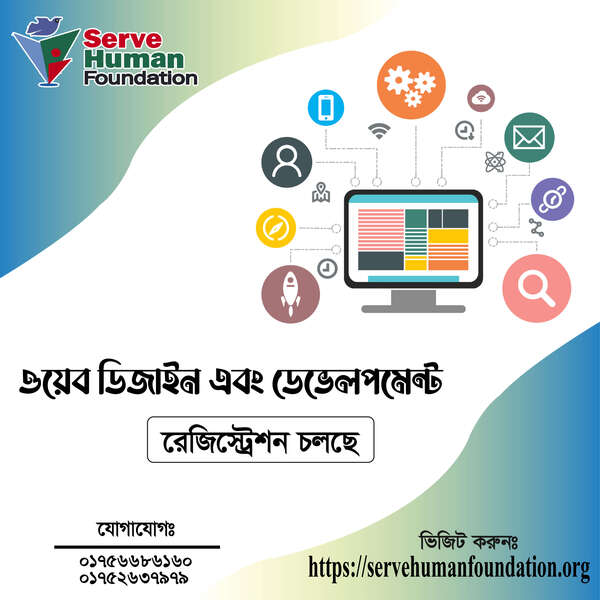 Serve
Human
Foundation
ওয়েব ডিজাইন এবং ডেভেলপমেন্ট
রেজিস্ট্রেশন চলছে
যোগাযোগঃ
০১৭৫৬৬৮৬১৬০
০১৭৫২৬৩৭৯৭৯
ভিজিট করুনঃ
https://servehumanfoundation.org